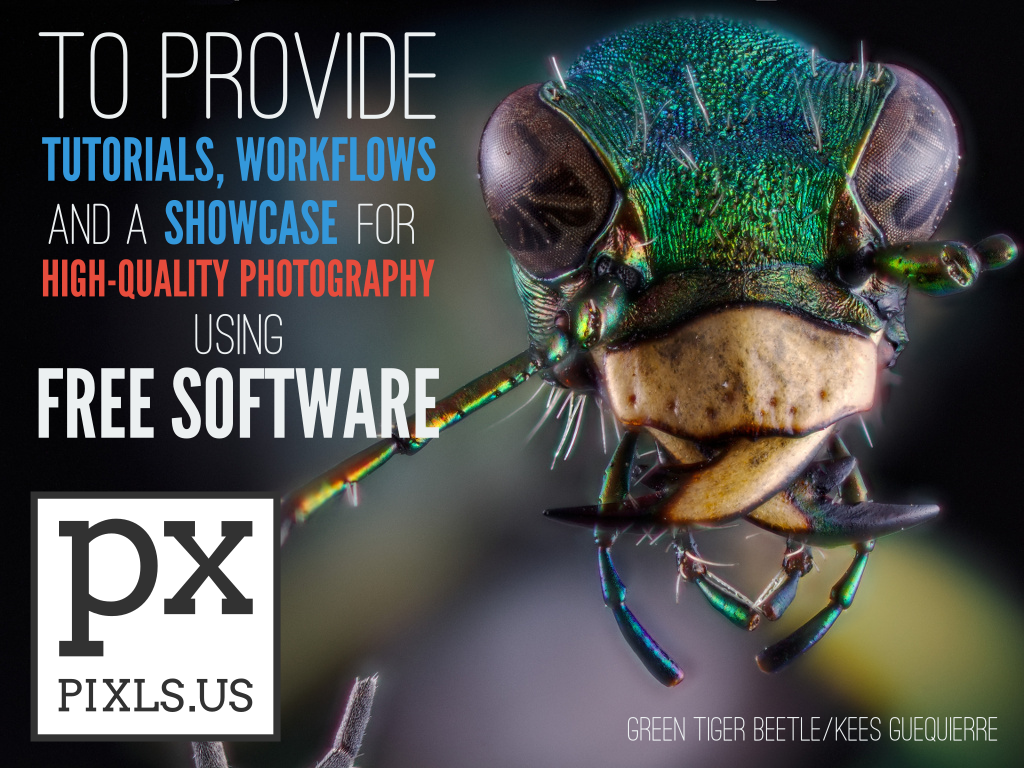 TO PROVIDE
TUTORIALS, WORKFLOWS
AND A SHOWCASE FOR
HIGH-QUALITY PHOTOGRAPHY
USING
FREE SOFTWARE
px
PIXLS.US
GREEN TIGER BEETLE/KEES GUEQUIERRE